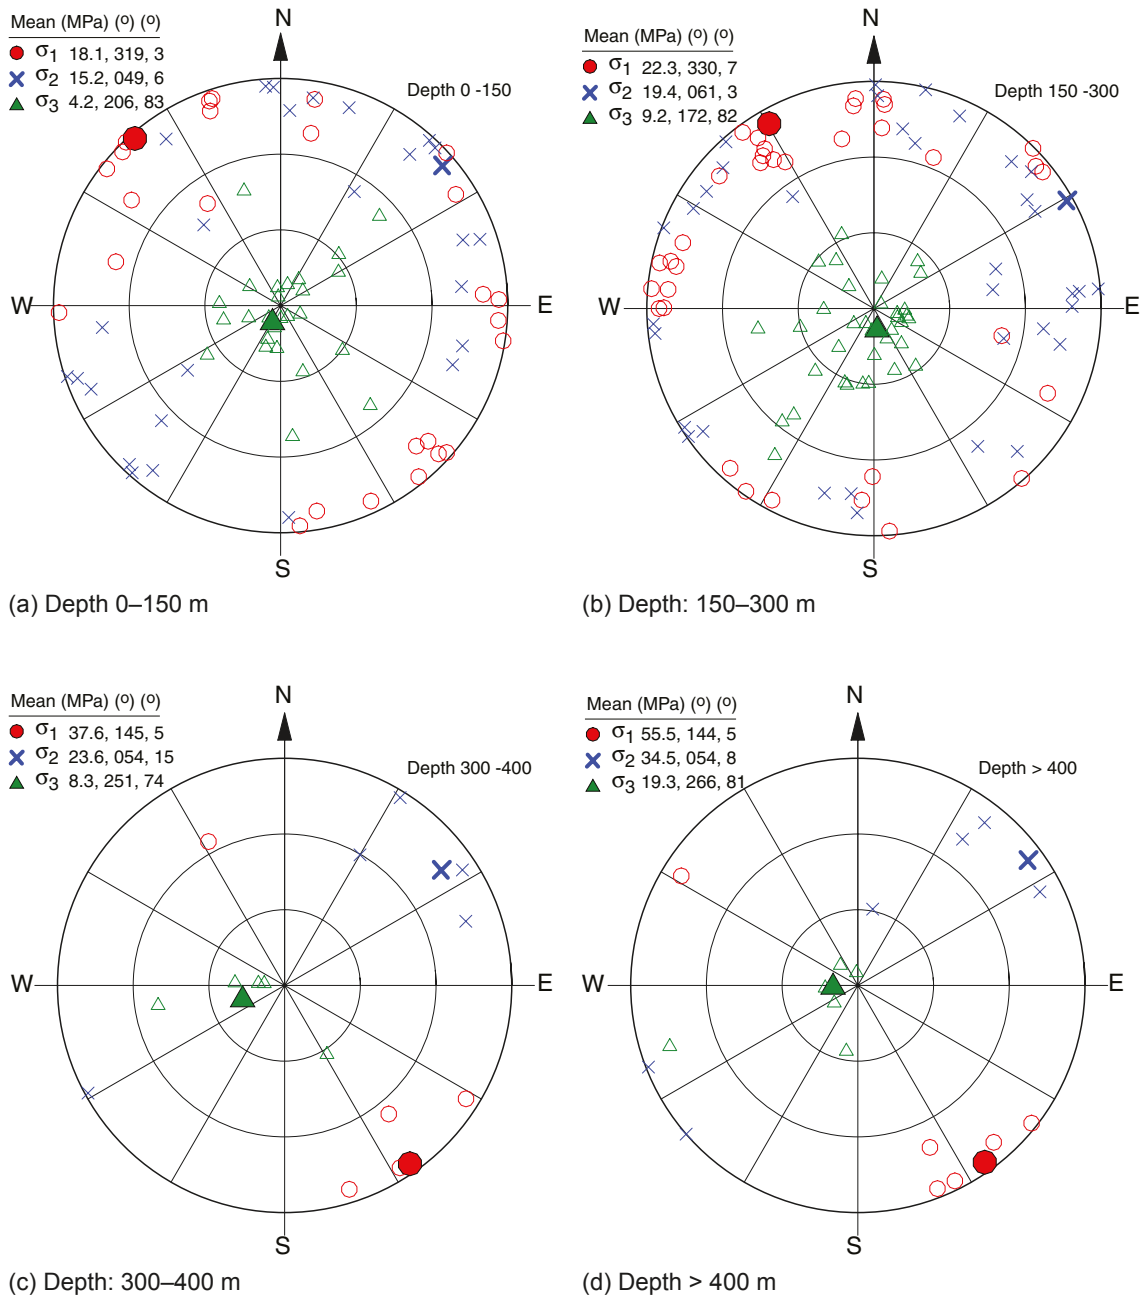 Mean (MPa) (º) (º)
σ1 18.1, 319, 3
σ2 15.2, 049, 6
σ3 4.2, 206, 83
N
Depth 0 -150
W
E
S
(a) Depth 0–150 m
Mean (MPa) (º) (º)
σ1 22.3, 330, 7
σ2 19.4, 061, 3
σ3 9.2, 172, 82
N
Depth 150 -300
W
E
S
(b) Depth: 150–300 m
Mean (MPa) (º) (º)
σ1 37.6, 145, 5
σ2 23.6, 054, 15
σ3 8.3, 251, 74
N
Depth 300 -400
W
E
S
(c) Depth: 300–400 m
Mean (MPa) (º) (º)
σ1 55.5, 144, 5
σ2 34.5, 054, 8
σ3 19.3, 266, 81
N
Depth > 400
W
E
S
(d) Depth > 400 m